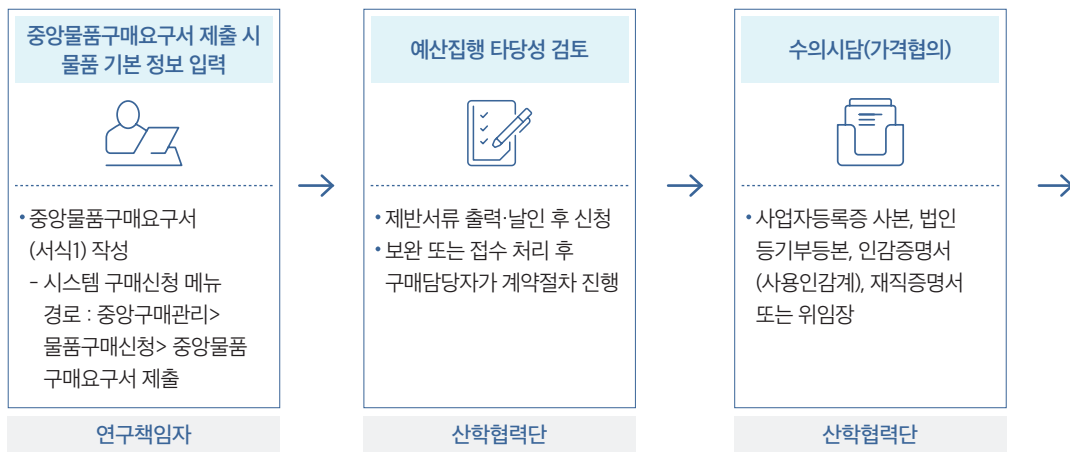 중앙물품구매요구서 제출 시
물품 기본 정보 입력
• 중앙물품구매요구서
(서식1) 작성
- 시스템 구매신청 메뉴
경로 : 중앙구매관리>
물품구매신청> 중앙물품
구매요구서 제출
연구책임자
예산집행 타당성 검토
• 제반서류 출력·날인 후 신청
• 보완 또는 접수 처리 후
구매담당자가 계약절차 진행
산학협력단
수의시담(가격협의)
• 사업자등록증 사본, 법인
등기부등본, 인감증명서
(사용인감계), 재직증명서
또는 위임장
산학협력단